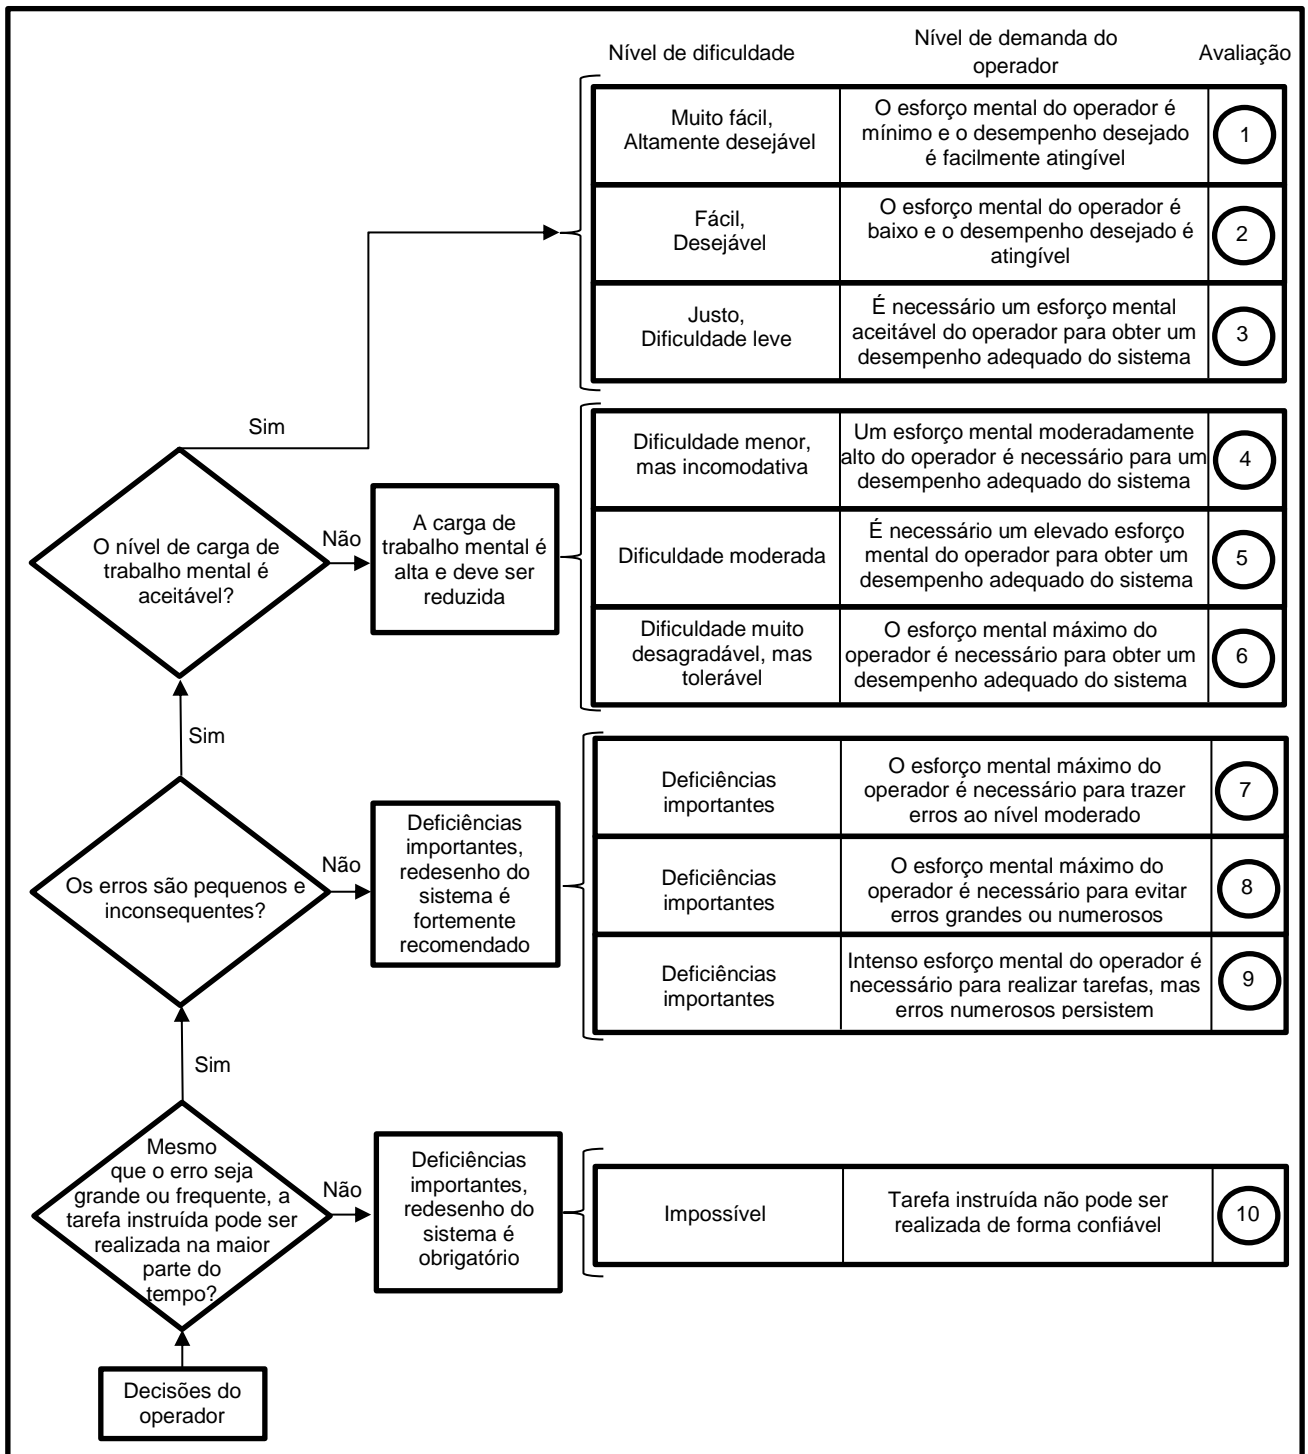 Nível de dificuldade
Nível de demanda do
operador
Avaliação
Muito fácil,
Altamente desejável
O esforço mental do operador é
mínimo e o desempenho desejado
é facilmente atingível
1
Fácil,
Desejável
O esforço mental do operador é
baixo e o desempenho desejado é
atingível
2
Justo,
Dificuldade leve
É necessário um esforço mental
aceitável do operador para obter um
desempenho adequado do sistema
3
Sim
Dificuldade menor,
mas incomodativa
Um esforço mental moderadamente
alto do operador é necessário para um
desempenho adequado do sistema
4
O nível de carga de
trabalho mental é
aceitável?
Não
A carga de
trabalho mental é
alta e deve ser
reduzida
Dificuldade moderada
É necessário um elevado esforço
mental do operador para obter um
desempenho adequado do sistema
5
Dificuldade muito
desagradável, mas
tolerável
O esforço mental máximo do
operador é necessário para obter um
desempenho adequado do sistema
6
Sim
Deficiências
importantes
O esforço mental máximo do
operador é necessário para trazer
erros ao nível moderado
7
Os erros são pequenos e
inconsequentes?
Não
Deficiências
importantes,
redesenho do
sistema é
fortemente
recomendado
Deficiências
importantes
O esforço mental máximo do
operador é necessário para evitar
erros grandes ou numerosos
8
Deficiências
importantes
Intenso esforço mental do operador é
necessário para realizar tarefas, mas
erros numerosos persistem
9
Sim
Mesmo
que o erro seja
grande ou frequente, a
tarefa instruída pode ser
realizada na maior
parte do
tempo?
Não
Deficiências
importantes,
redesenho do
sistema é
obrigatório
Impossível
Tarefa instruída não pode ser
realizada de forma confiável
10
Decisões do
operador